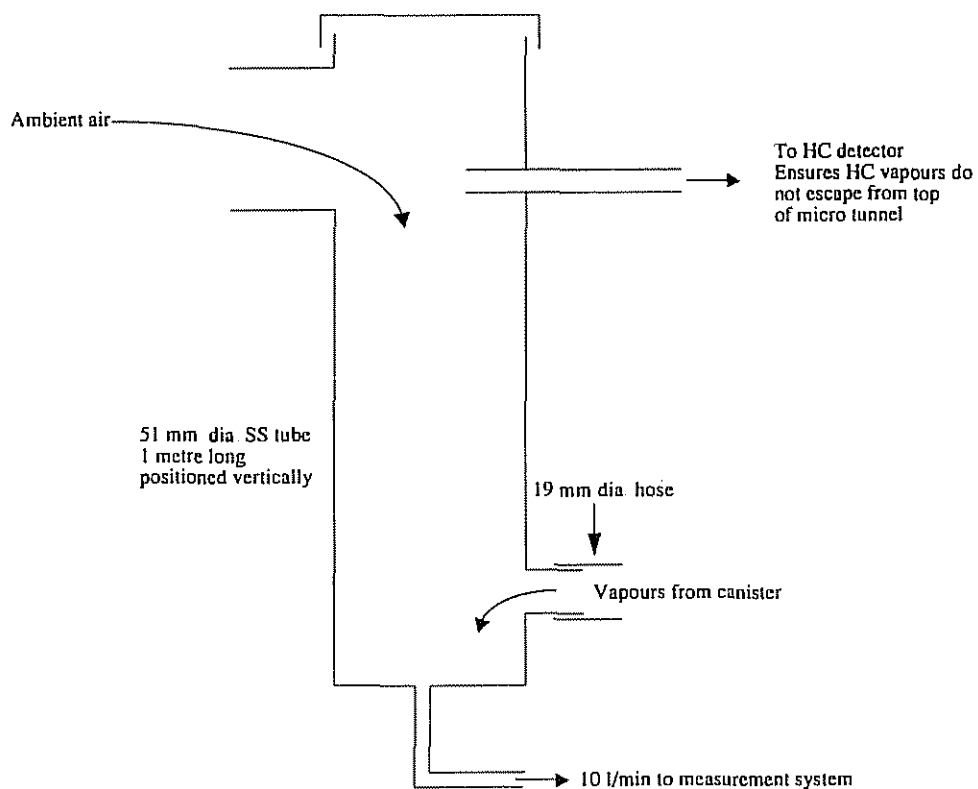 Ambient air
To HC detector
Ensures HC vapours do
not escape from top
of micro tunnel
51 mm dia. SS tube
1 metre long
positioned vertically
19 mm dia. hose
Vapours from canister
10 l/min to measurement system